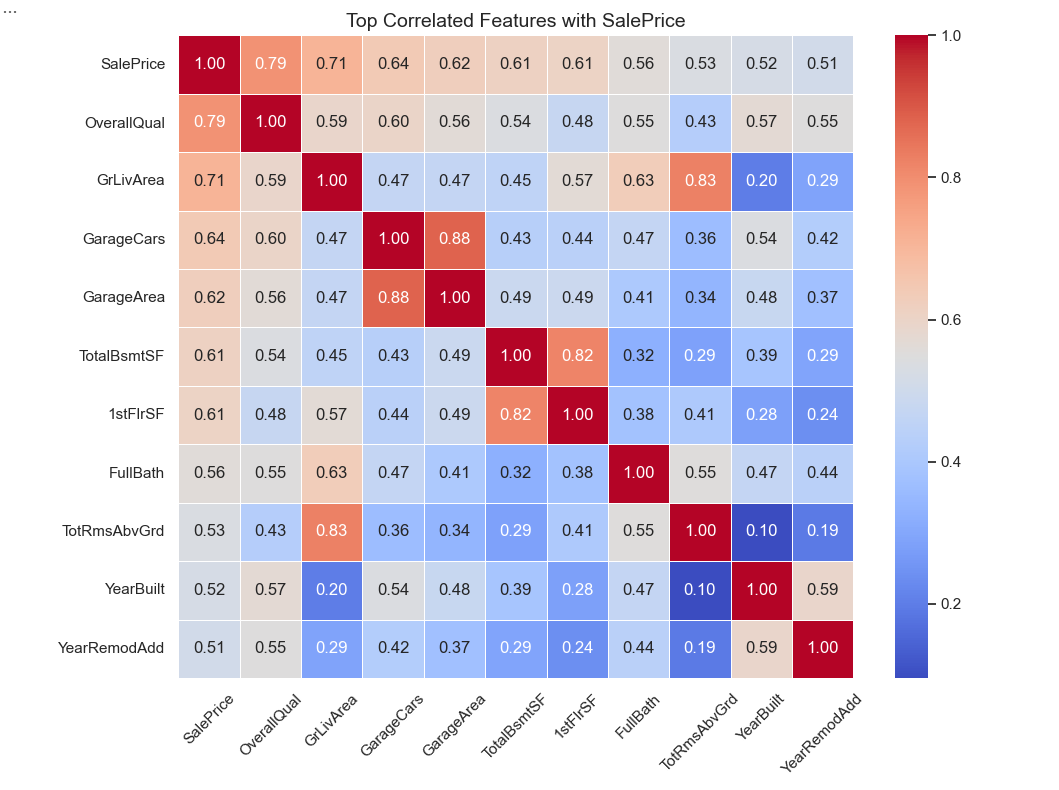 ...
Top Correlated Features with SalePrice
SalePrice 1.00 0.79 0.71 0.64 0.62 0.61 0.61 0.56 0.53 0.52 0.51
OverallQual 0.79 1.00 0.59 0.60 0.56 0.54 0.48 0.55 0.43 0.57 0.55
GrLivArea 0.71 0.59 1.00 0.47 0.47 0.45 0.57 0.63 0.83 0.20 0.29
GarageCars 0.64 0.60 0.47 1.00 0.88 0.43 0.44 0.47 0.36 0.54 0.42
GarageArea 0.62 0.56 0.47 0.88 1.00 0.49 0.49 0.41 0.34 0.48 0.37
TotalBsmtSF 0.61 0.54 0.45 0.43 0.49 1.00 0.82 0.32 0.29 0.39 0.29
1stFlrSF 0.61 0.48 0.57 0.44 0.49 0.82 1.00 0.38 0.41 0.28 0.24
FullBath 0.56 0.55 0.63 0.47 0.41 0.32 0.38 1.00 0.55 0.47 0.44
TotRmsAbvGrd 0.53 0.43 0.83 0.36 0.34 0.29 0.41 0.55 1.00 0.10 0.19
YearBuilt 0.52 0.57 0.20 0.54 0.48 0.39 0.28 0.47 0.10 1.00 0.59
YearRemodAdd 0.51 0.55 0.29 0.42 0.37 0.29 0.24 0.44 0.19 0.59 1.00
SalePrice OverallQual GrLivArea GarageCars GarageArea TotalBsmtSF 1stFlrSF FullBath TotRmsAbvGrd YearBuilt YearRemodAdd
1.0
0.8
0.6
0.4
0.2